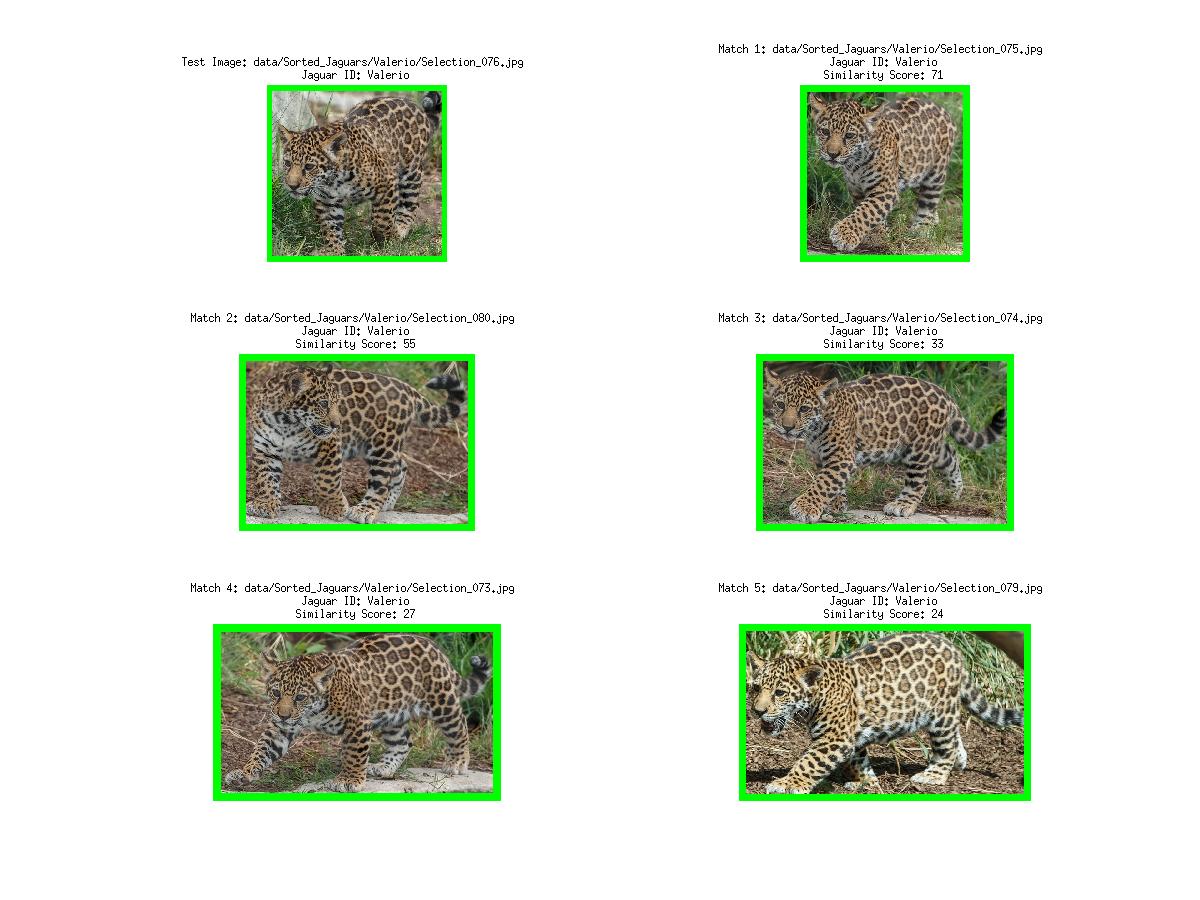 Test Image: data/Sorted_Jaguars/Valerio/Selection_076.jpg
Jaguar ID: Valerio
Match 1: data/Sorted_Jaguars/Valerio/Selection_075.jpg
Jaguar ID: Valerio
Similarity Score: 71
Match 2: data/Sorted_Jaguars/Valerio/Selection_080.jpg
Jaguar ID: Valerio
Similarity Score: 55
Match 3: data/Sorted_Jaguars/Valerio/Selection_074.jpg
Jaguar ID: Valerio
Similarity Score: 33
Match 4: data/Sorted_Jaguars/Valerio/Selection_073.jpg
Jaguar ID: Valerio
Similarity Score: 27
Match 5: data/Sorted_Jaguars/Valerio/Selection_079.jpg
Jaguar ID: Valerio
Similarity Score: 24